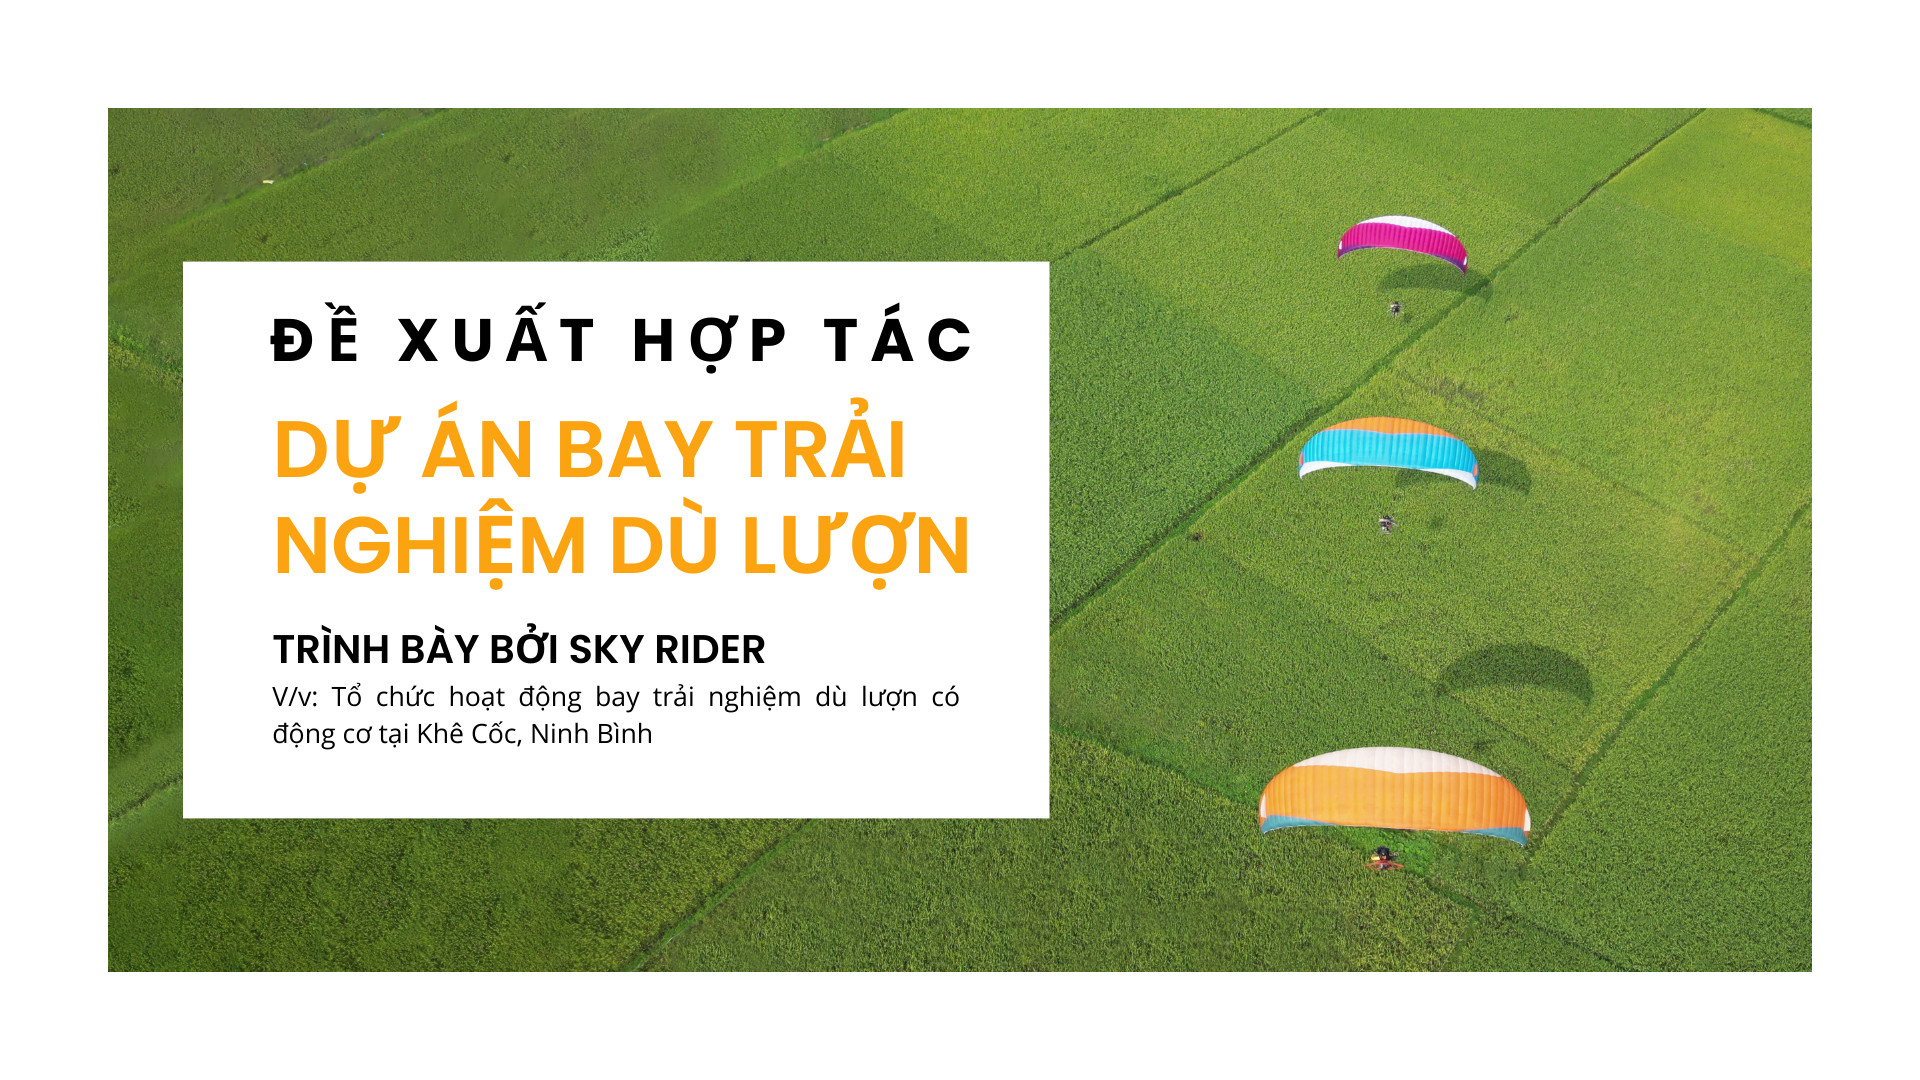 ĐỀ XUẤT HỢP TÁC
DỰ ÁN BAY TRẢI
NGHIỆM DÙ LƯỢN
TRÌNH BÀY BỞI SKY RIDER
V/v: Tổ chức hoạt động bay trải nghiệm dù lượn có
động cơ tại Khê Cốc, Ninh Bình